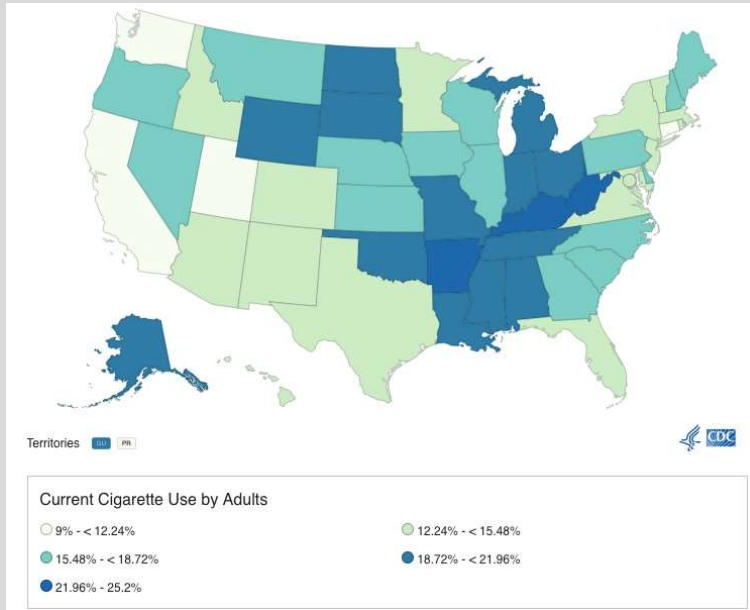 Territories GU PR
CDC
Current Cigarette Use by Adults
9% - < 12.24%
12.24% - < 15.48%
15.48% - < 18.72%
18.72% - < 21.96%
21.96% - 25.2%